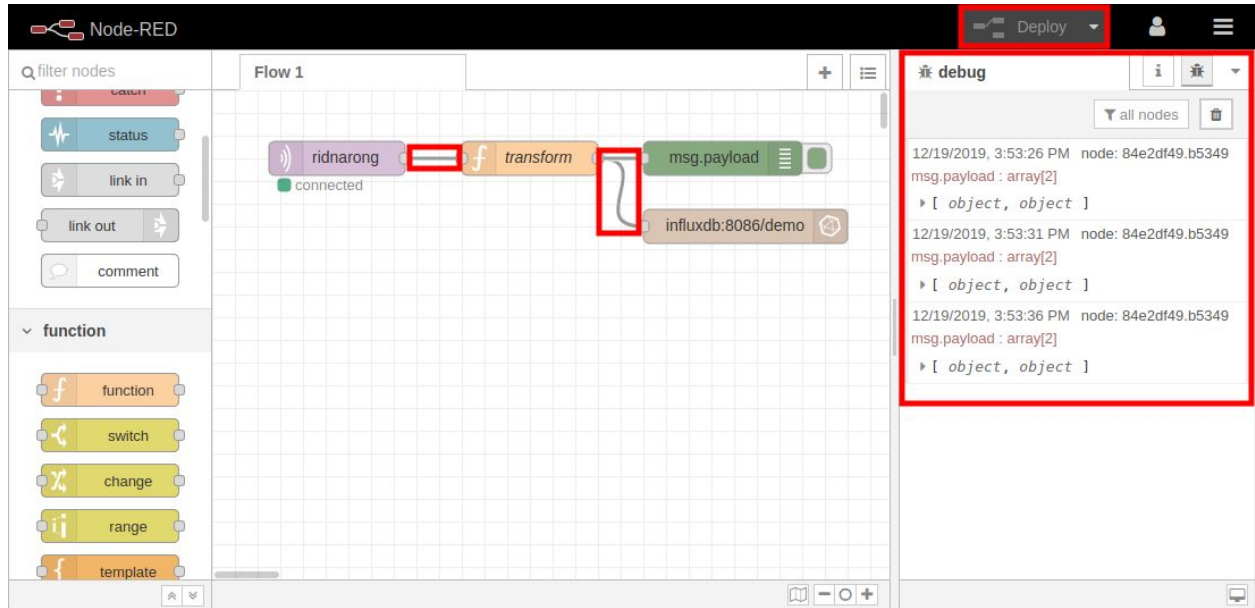 Node-RED
Deploy
filter nodes
catch
status
link in
link out
comment
function
function
switch
change
range
template
Flow 1
ridnarong
connected
transform
msg.payload
influxdb:8086/demo
debug
i
all nodes
12/19/2019, 3:53:26 PM node: 84e2df49.b5349
msg.payload : array[2]
[ object, object ]
12/19/2019, 3:53:31 PM node: 84e2df49.b5349
msg.payload : array[2]
[ object, object ]
12/19/2019, 3:53:36 PM node: 84e2df49.b5349
msg.payload : array[2]
[ object, object ]